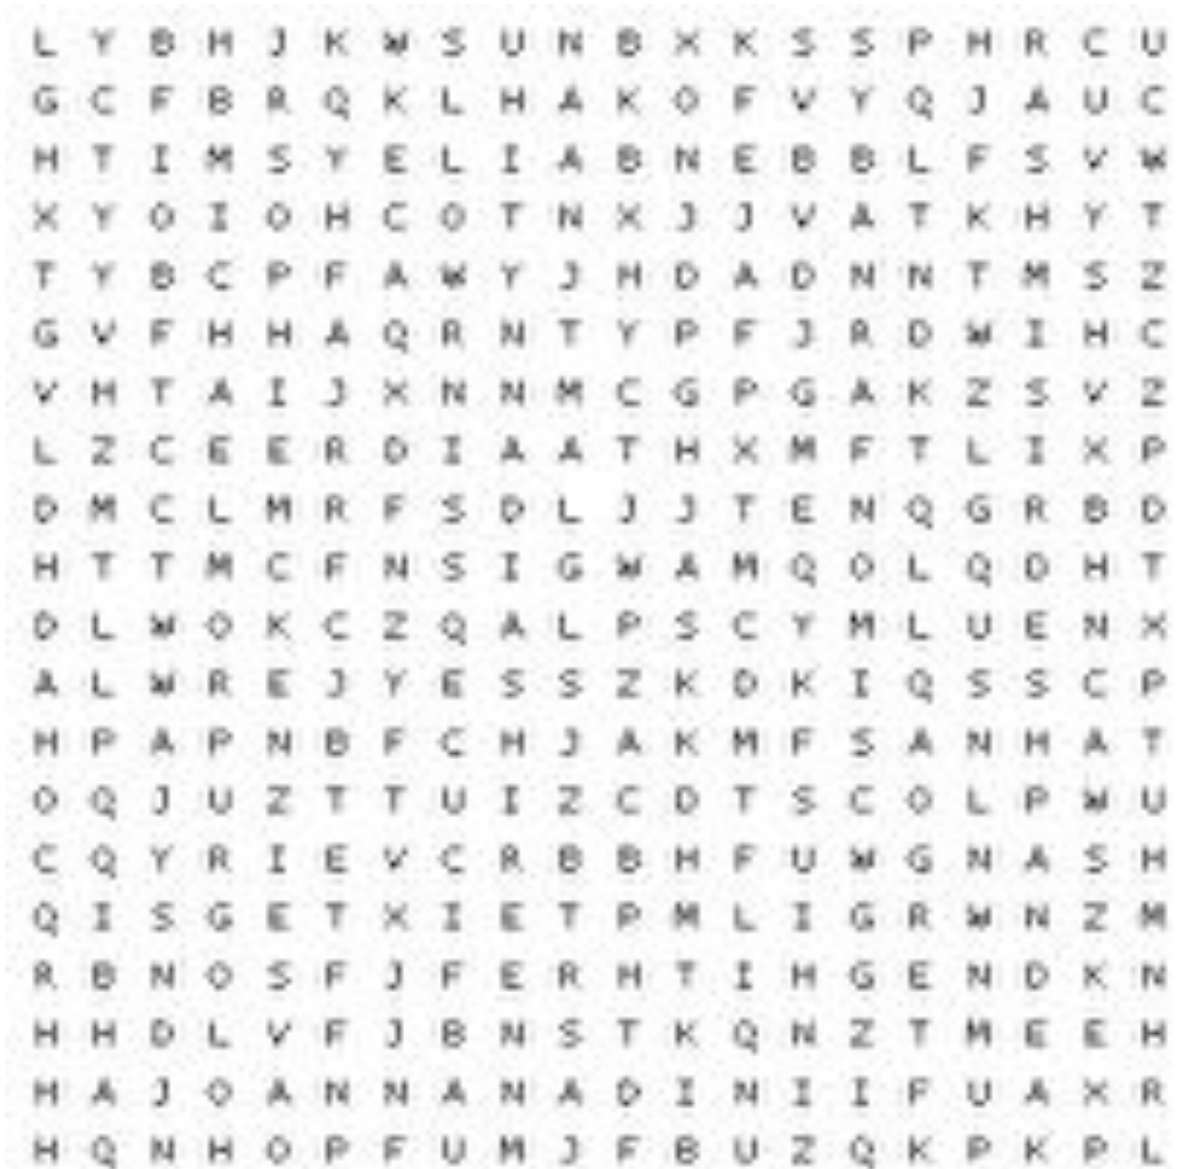 L Y B H J K W S U N B X K S S P H R C U
G C F B R Q K L H A K O F V Y Q J A U C
H T I M S Y E L I A B N E B B L F S V W
X Y O I O H C O T N X J J V A T K H Y T
T Y B C P F A W Y J H D A D N N T M S Z
G V F H H A Q R N T Y P F J R D W I H C
V H T A I J X N N M C G P G A K Z S V Z
L Z C E E R D I A A T H X M F T L I X P
D M C L M R F S D L J J T E N Q G R B D
H T T M C F N S I G W A M Q O L Q D H T
D L W O K C Z Q A L P S C Y M L U E N X
A L W R E J Y E S S Z K D K I Q S S C P
H P A P N B F C H J A K M F S A N H A T
O Q J U Z T T U I Z C D T S C O L P W U
C Q Y R I E V C R B B H F U W G N A S H
Q I S G E T X I E T P M L I G R W N Z M
R B N O S F J F E R H T I H G E N D K N
H H D L V F J B N S T K Q N Z T M E E H
H A J O A N N A N A D I N I I F U A X R
H Q N H O P F U M J F B U Z Q K P K P L